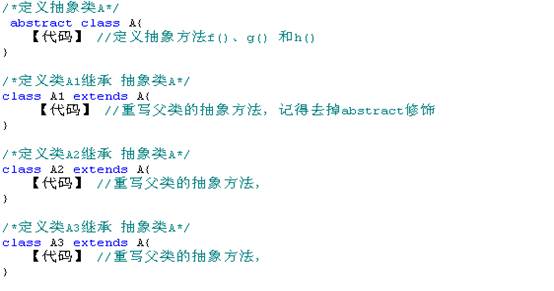 /*定义抽象类A*/
abstract class A{
【代码】 //定义抽象方法f()、g() 和h()
}
/*定义类A1继承 抽象类A*/
class A1 extends A{
【代码】 //重写父类的抽象方法，记得去掉abstract修饰
}
/*定义类A2继承 抽象类A*/
class A2 extends A{
【代码】 //重写父类的抽象方法，
}
/*定义类A3继承 抽象类A*/
class A3 extends A{
【代码】 //重写父类的抽象方法，
}